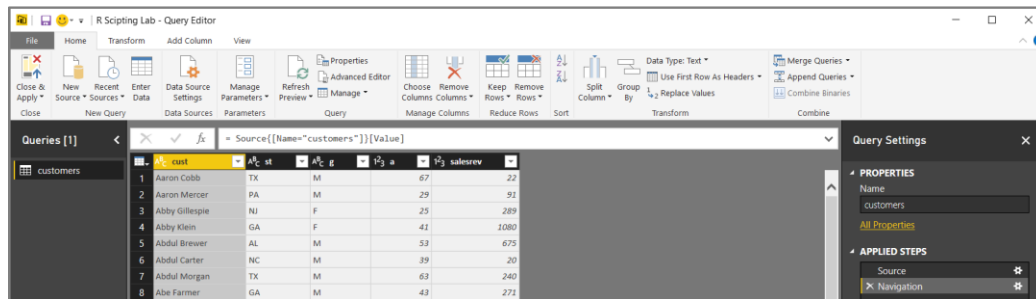 R Scipting Lab - Query Editor
File Home Transform Add Column View
Close & Apply
New Source
Recent Sources
Enter Data
Data Source Settings
Manage Parameters
Refresh Preview
Properties
Advanced Editor
Manage
Choose Columns
Remove Columns
Keep Rows
Remove Rows
Split Column
Group By
Data Type: Text
Use First Row As Headers
Replace Values
Merge Queries
Append Queries
Combine Binaries
Close New Query Data Sources Parameters Query Manage Columns Reduce Rows Sort Transform Combine
Queries [1]
customers
fx = Source{[Name="customers"]}[Value]
cust st g a salesrev
1 Aaron Cobb TX M 67 22
2 Aaron Mercer PA M 29 91
3 Abby Gillespie NJ F 25 289
4 Abby Klein GA F 41 1080
5 Abdul Brewer AL M 53 675
6 Abdul Carter NC M 39 20
7 Abdul Morgan TX M 63 240
8 Abe Farmer GA M 43 271
Query Settings
PROPERTIES
Name
customers
All Properties
APPLIED STEPS
Source
Navigation